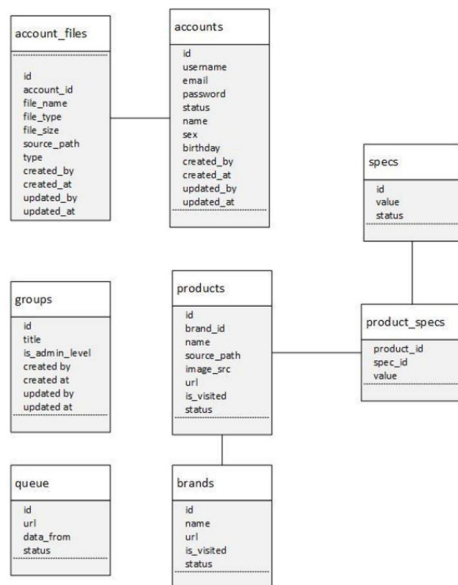 account_files
id
account_id
file_name
file_type
file_size
source_path
type
created_by
created_at
updated_by
updated_at
accounts
id
username
email
password
status
name
sex
birthday
created_by
created_at
updated_by
updated_at
specs
id
value
status
groups
id
title
is_admin_level
created by
created at
updated by
updated at
products
id
brand_id
name
source_path
image_src
url
is_visited
status
product_specs
product_id
spec_id
value
queue
id
url
data_from
status
brands
id
name
url
is_visited
status